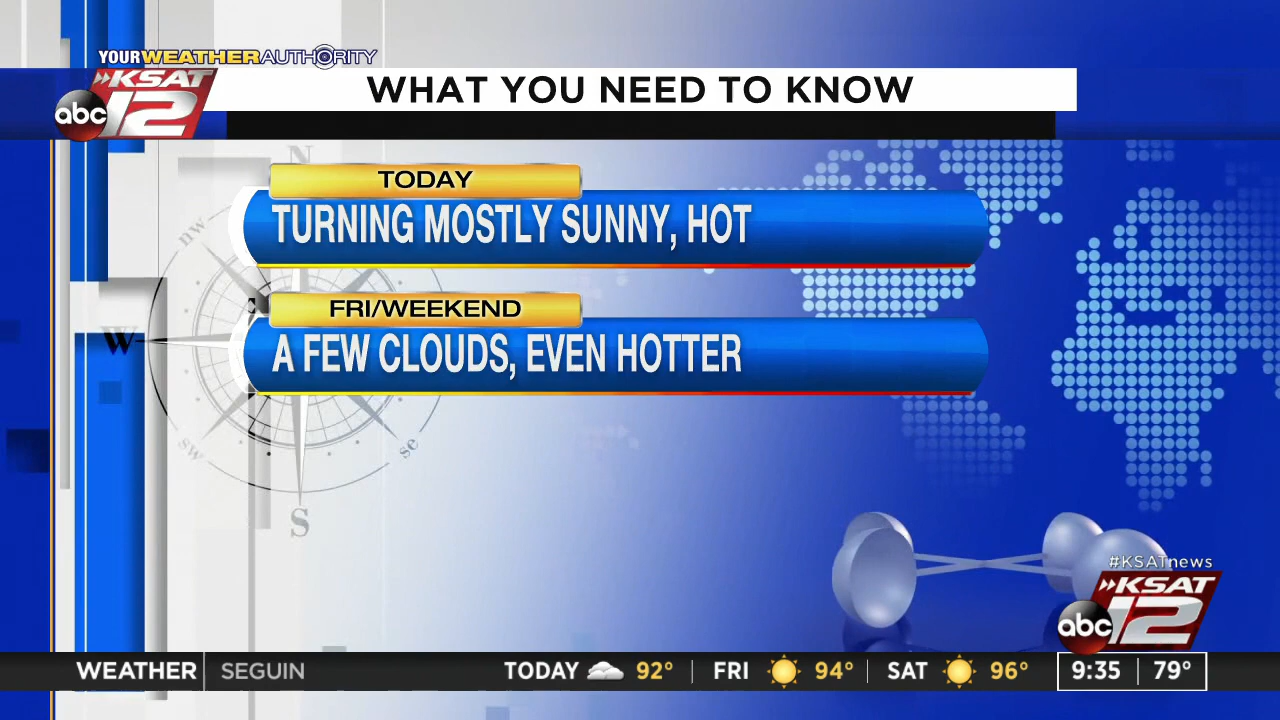 YOURWEATHERAUTHORITY
KSAT
abc 12
WHAT YOU NEED TO KNOW
TODAY
TURNING MOSTLY SUNNY, HOT
FRI/WEEKEND
A FEW CLOUDS, EVEN HOTTER
N
nw
W
sw
se
S
#KSATnews
KSAT
abc 12
WEATHER SEGUIN TODAY 92° FRI 94° SAT 96° 9:35 79°